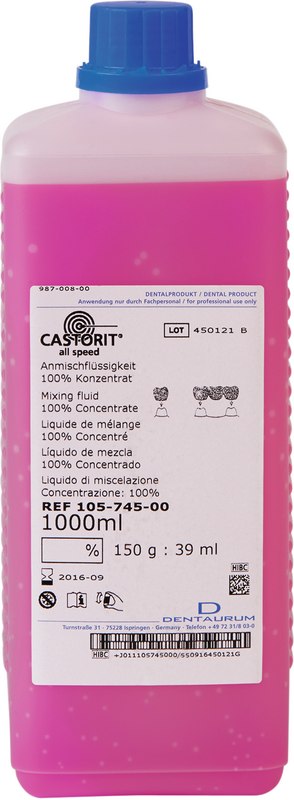 987-008-00
DENTALPRODUKT / DENTAL PRODUCT
Anwendung nur durch Fachpersonal / for professional use only
CASTORIT®
all speed
LOT 450121 B
Anmischflüssigkeit
100% Konzentrat
Mixing fluid
100% Concentrate
Liquide de mélange
100% Concentré
Líquido de mezcla
100% Concentrado
Liquido di miscelazione
Concentrazione: 100%
REF 105-745-00
1000ml
% 150 g : 39 ml
2016-09
HIBC
D
DENTAURUM
Turnstraße 31 - 75228 Ispringen - Germany - Telefon +49 72 31/8 03-0
HIBC +J011105745000/SS0916450121G